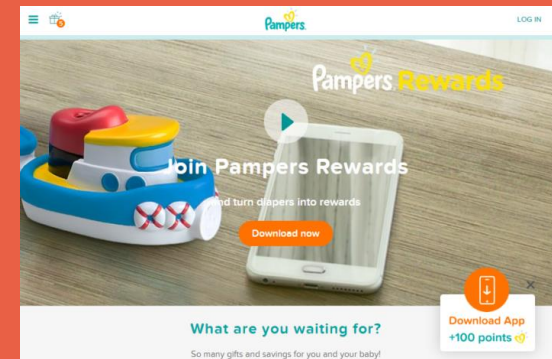 5
Pampers
LOG IN
Pampers Rewards
Join Pampers Rewards
and turn diapers into rewards
Download now
Download App
+100 points
What are you waiting for?
So many gifts and savings for you and your baby!